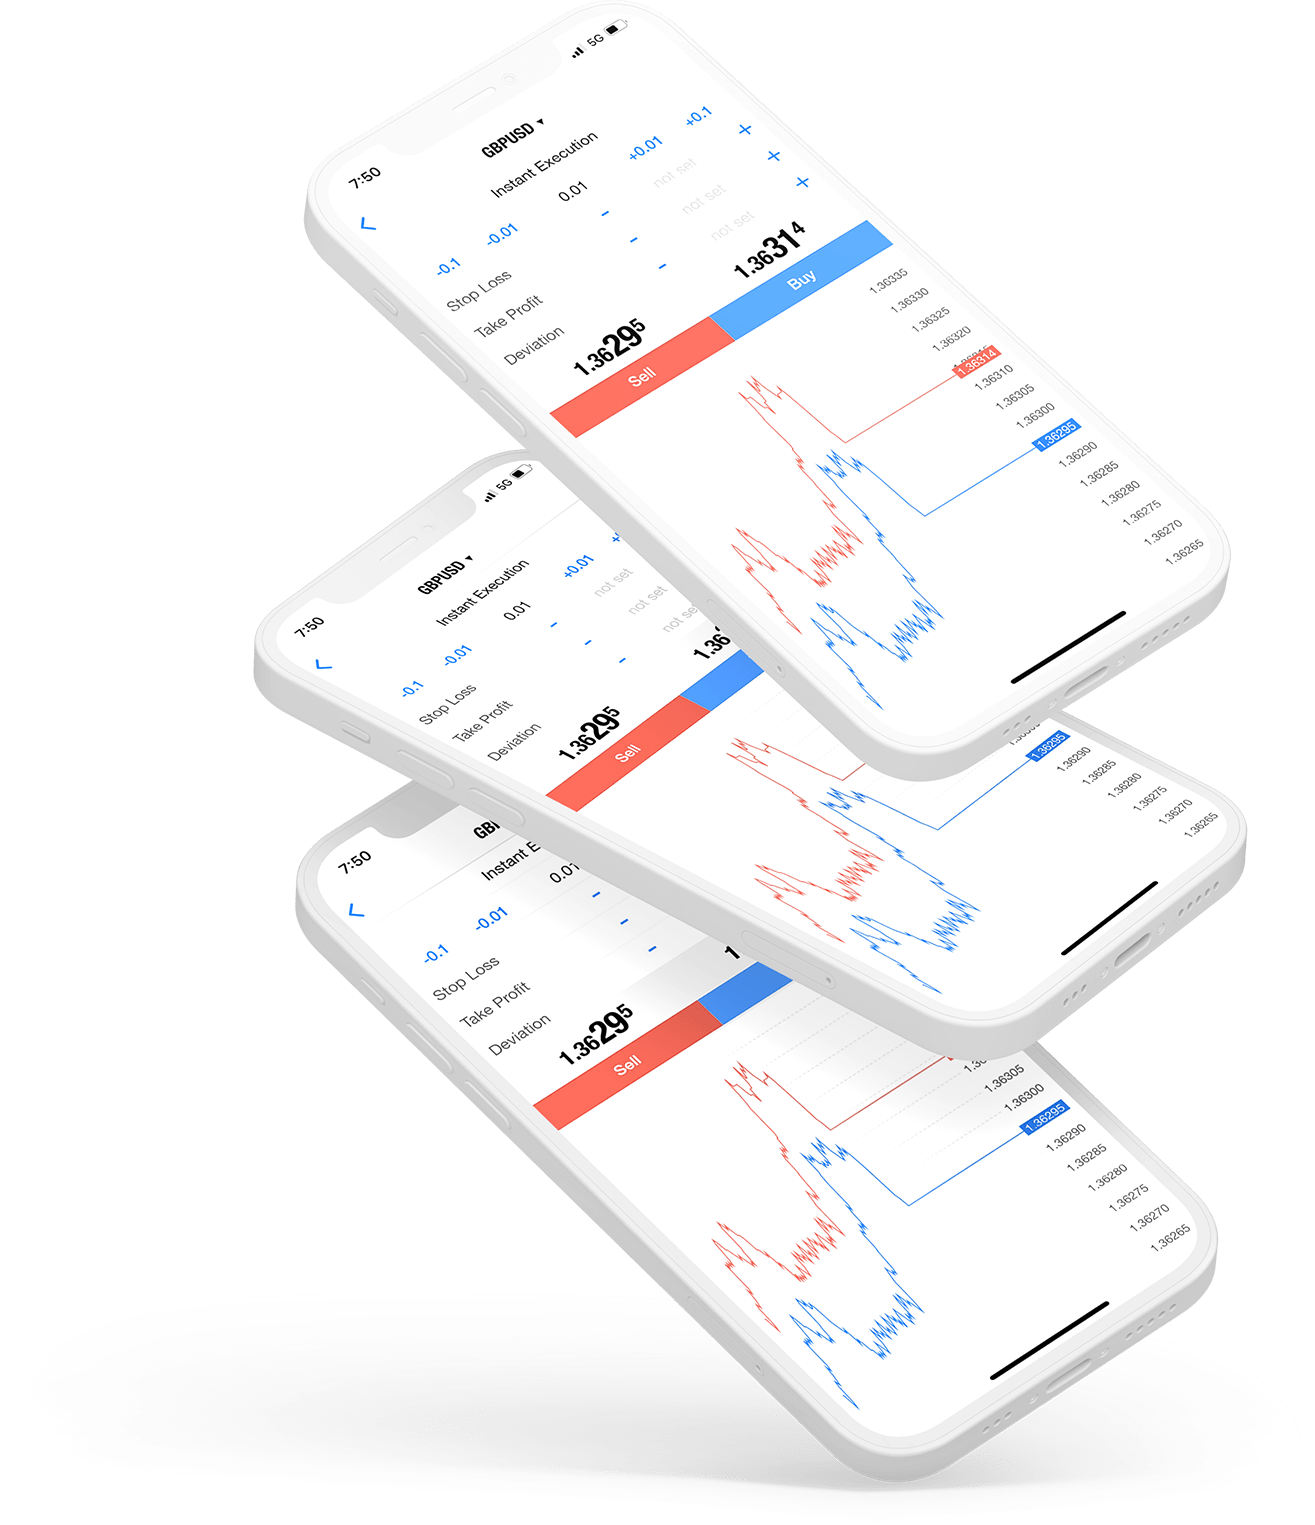 5G
7:50
GBPUSD ▼
Instant Execution
-0.1 -0.01 0.01 +0.01 +0.1
Stop Loss - not set +
Take Profit - not set +
Deviation - not set +
1.36295 1.36314
Sell Buy
1.36335
1.36330
1.36325
1.36320
1.36314
1.36310
1.36305
1.36300
1.36295
1.36290
1.36285
1.36280
1.36275
1.36270
1.36265
5G
7:50
GBPUSD ▼
Instant Execution
-0.1 -0.01 0.01 +0.01
Stop Loss - not set
Take Profit - not set
Deviation - not set
1.36295 1.36
Sell
1.36295
1.36290
1.36285
1.36280
1.36275
1.36270
1.36265
7:50
GBP
Instant E
-0.1 -0.01 0.01
Stop Loss -
Take Profit -
Deviation -
1.36295 1
Sell
1.36305
1.36300
1.36295
1.36290
1.36285
1.36280
1.36275
1.36270
1.36265